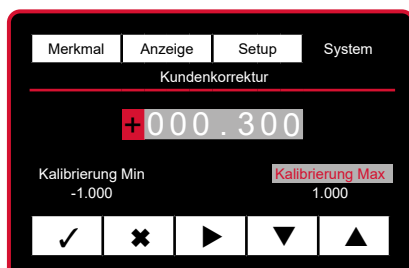 Merkmal Anzeige Setup System
Kundenkorrektur
+000.300
Kalibrierung Min Kalibrierung Max
-1.000 1.000